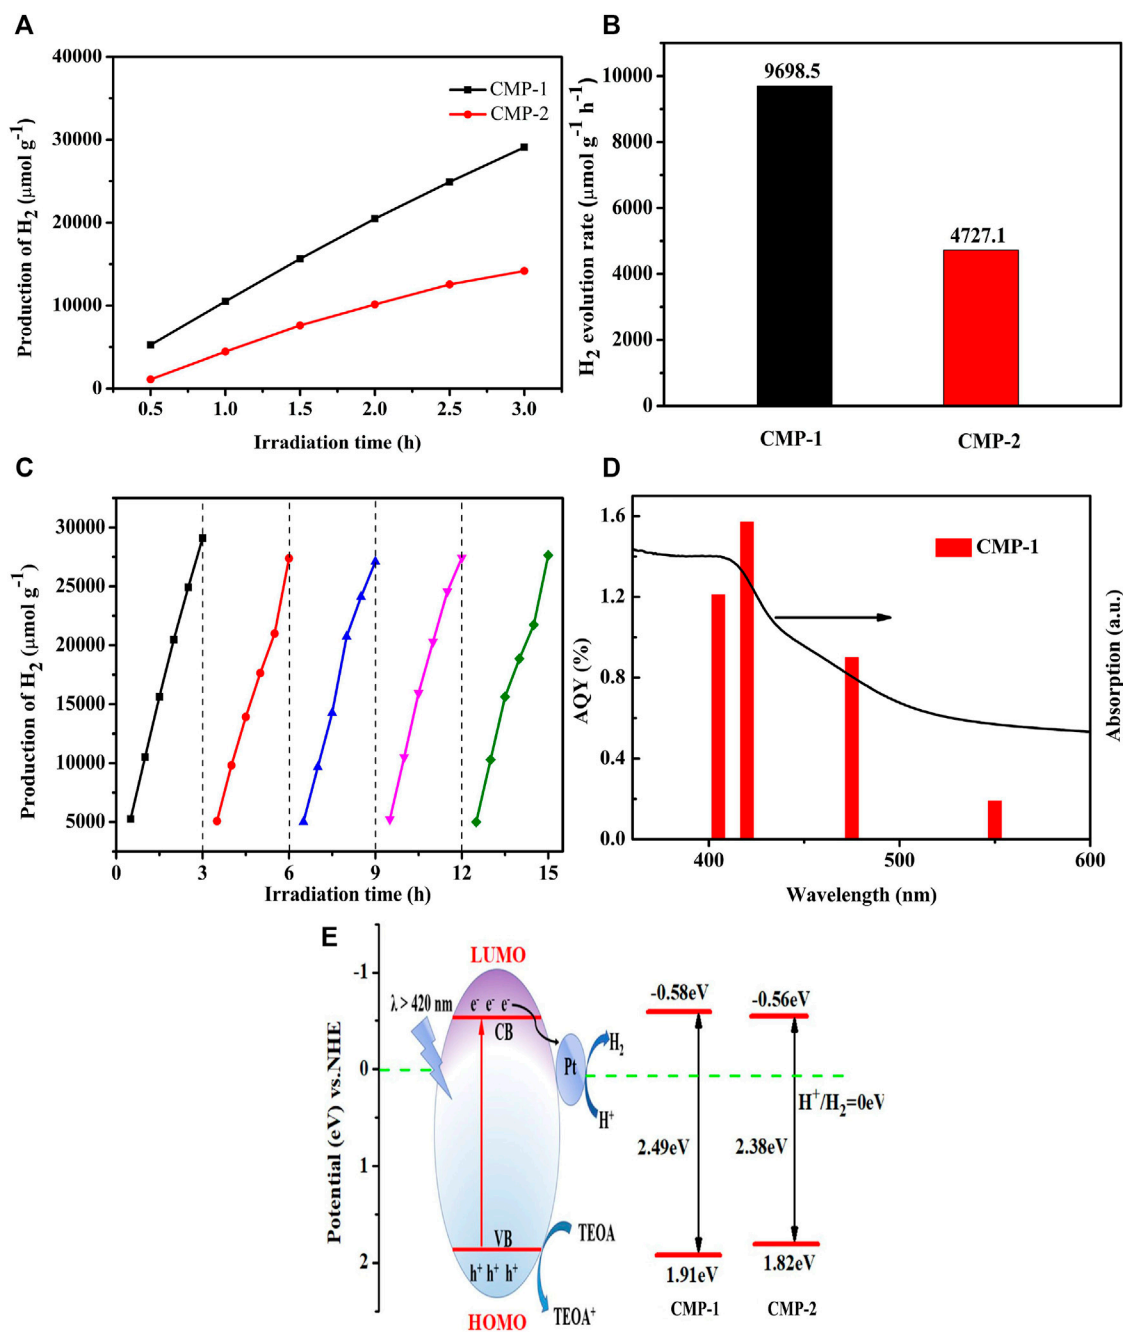 A
40000
30000
20000
10000
0
Production of H2 (μmol g-1)
CMP-1
CMP-2
0.5 1.0 1.5 2.0 2.5 3.0
Irradiation time (h)
B
10000
8000
6000
4000
2000
0
H2 evolution rate (μmol g-1 h-1)
9698.5
4727.1
CMP-1 CMP-2
C
30000
25000
20000
15000
10000
5000
Production of H2 (μmol g-1)
0 3 6 9 12 15
Irradiation time (h)
D
1.6
1.2
0.8
0.4
0.0
AQY (%)
CMP-1
Absorption (a.u.)
400 500 600
Wavelength (nm)
E
-1
0
1
2
Potential (eV) vs.NHE
LUMO
λ > 420 nm
e- e- e-
CB
Pt
H2
H+
VB
h+ h+ h+
TEOA
TEOA+
HOMO
-0.58eV
-0.56eV
H+/H2=0eV
2.49eV
2.38eV
1.91eV
1.82eV
CMP-1
CMP-2